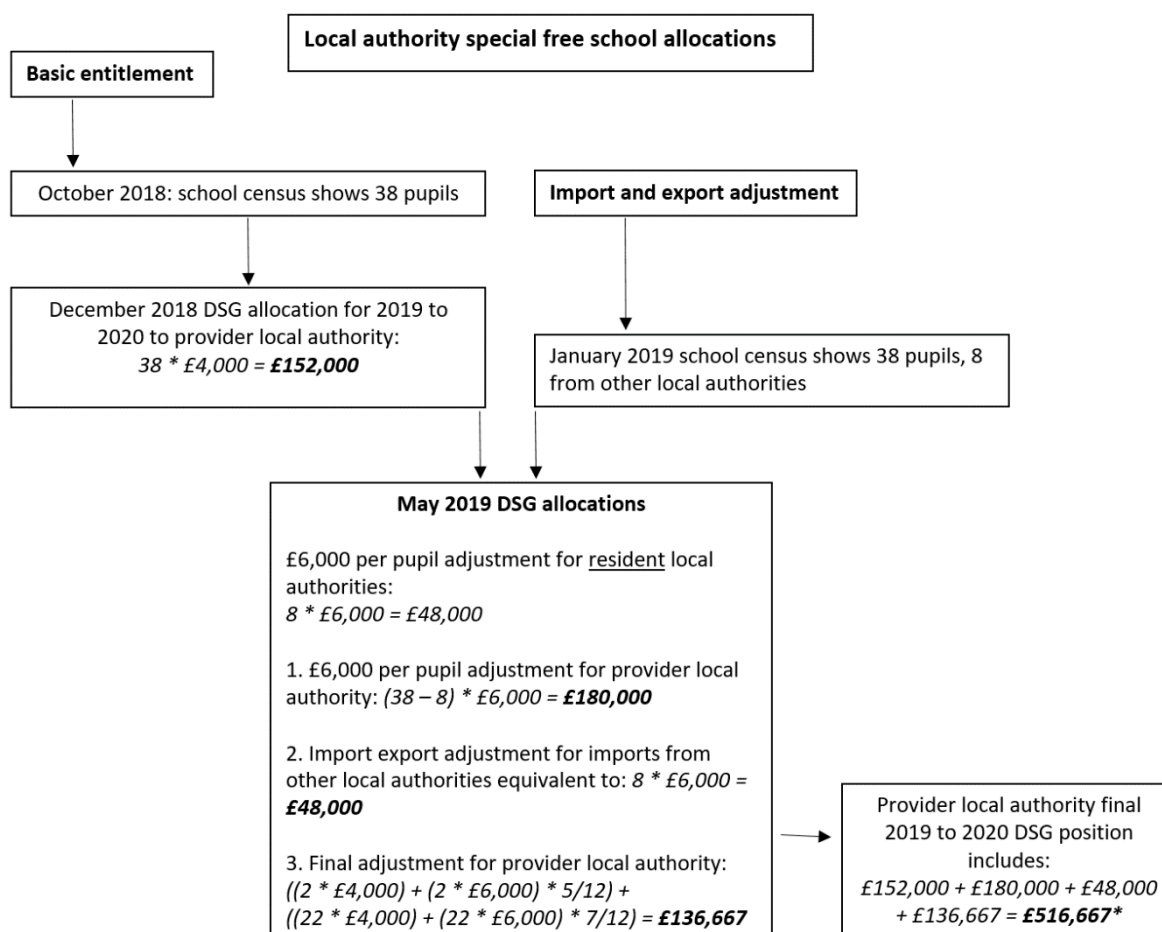 Local authority special free school allocations
Basic entitlement
October 2018: school census shows 38 pupils
Import and export adjustment
December 2018 DSG allocation for 2019 to
2020 to provider local authority:
38 * £4,000 = £152,000
January 2019 school census shows 38 pupils, 8
from other local authorities
May 2019 DSG allocations
£6,000 per pupil adjustment for resident local
authorities:
8 * £6,000 = £48,000
1. £6,000 per pupil adjustment for provider local
authority: (38 – 8) * £6,000 = £180,000
2. Import export adjustment for imports from
other local authorities equivalent to: 8 * £6,000 =
£48,000
3. Final adjustment for provider local authority:
((2 * £4,000) + (2 * £6,000) * 5/12) +
((22 * £4,000) + (22 * £6,000) * 7/12) = £136,667
Provider local authority final
2019 to 2020 DSG position
includes:
£152,000 + £180,000 + £48,000
+ £136,667 = £516,667*